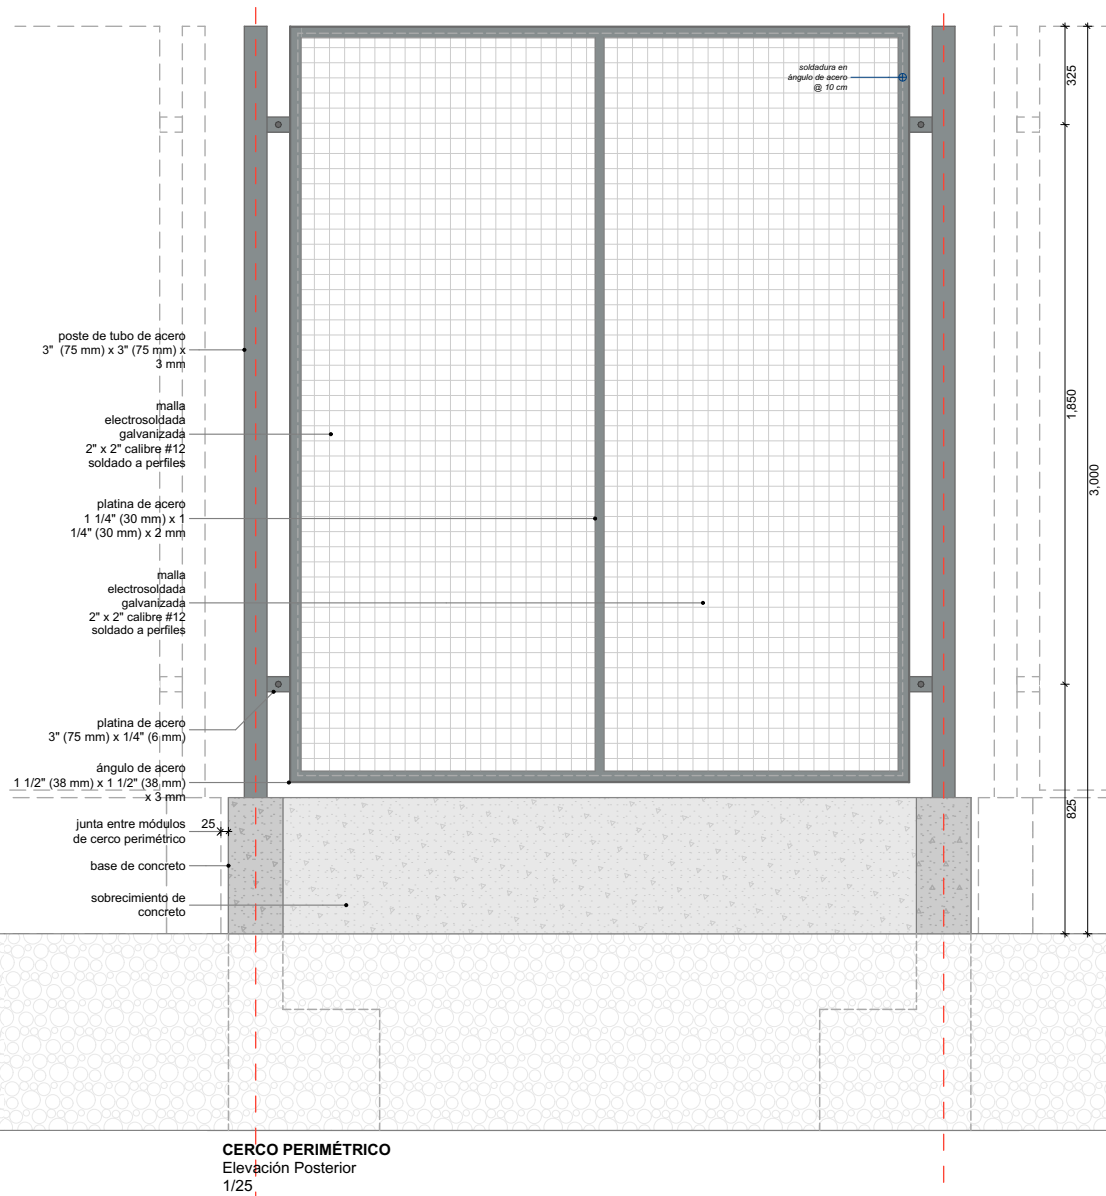 soldadura en
ángulo de acero
@ 10 cm
325
poste de tubo de acero
3" (75 mm) x 3" (75 mm) x
3 mm
malla
electrosoldada
galvanizada
2" x 2" calibre #12
soldado a perfiles
1,850
3,000
platina de acero
1 1/4" (30 mm) x 1
1/4" (30 mm) x 2 mm
malla
electrosoldada
galvanizada
2" x 2" calibre #12
soldado a perfiles
platina de acero
3" (75 mm) x 1/4" (6 mm)
ángulo de acero
1 1/2" (38 mm) x 1 1/2" (38 mm)
x 3 mm
825
junta entre módulos
de cerco perimétrico
25
base de concreto
sobrecimiento de
concreto
CERCO PERIMÉTRICO
Elevación Posterior
1/25